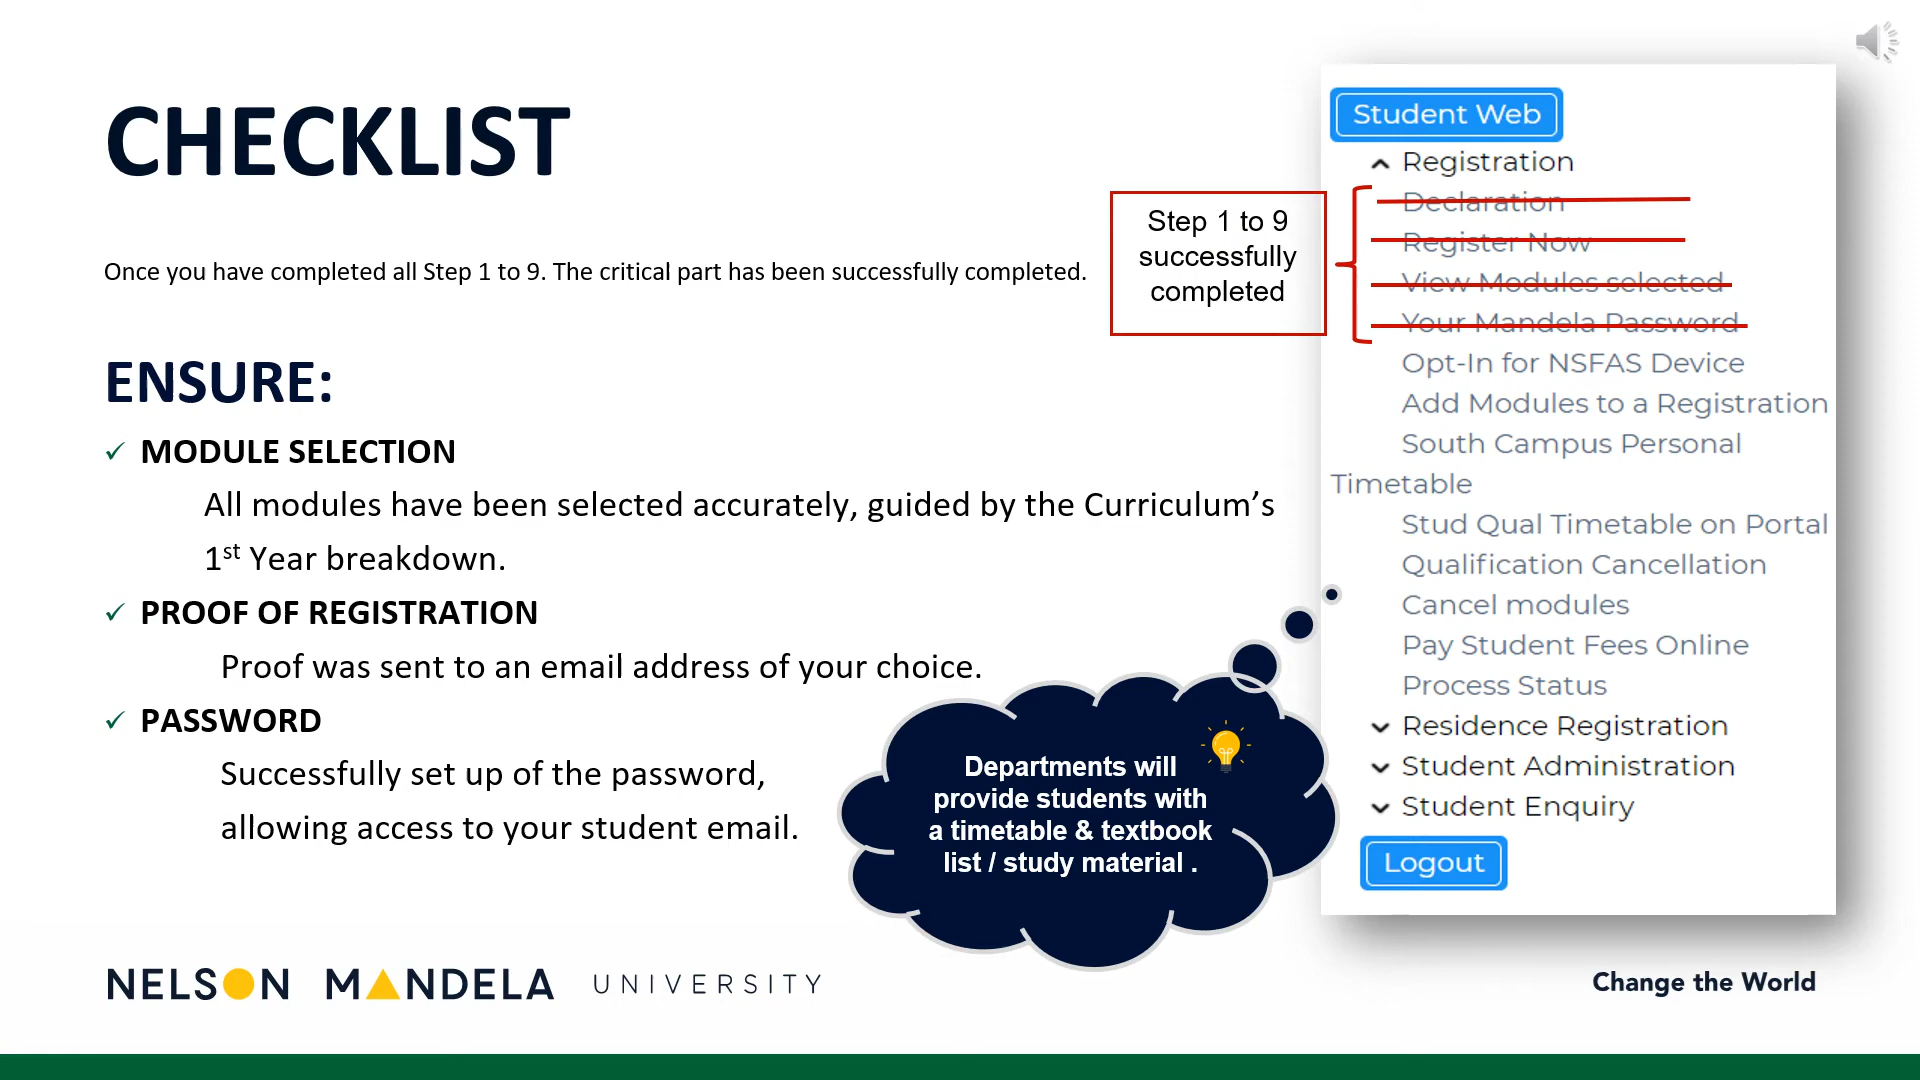 CHECKLIST
Once you have completed all Step 1 to 9. The critical part has been successfully completed.
ENSURE:
✓ MODULE SELECTION
All modules have been selected accurately, guided by the Curriculum’s
1st Year breakdown.
✓ PROOF OF REGISTRATION
Proof was sent to an email address of your choice.
✓ PASSWORD
Successfully set up of the password,
allowing access to your student email.
Step 1 to 9
successfully
completed
Student Web
Registration
Declaration
Register Now
View Modules selected
Your Mandela Password
Opt-In for NSFAS Device
Add Modules to a Registration
South Campus Personal
Timetable
Stud Qual Timetable on Portal
Qualification Cancellation
Cancel modules
Pay Student Fees Online
Process Status
Residence Registration
Student Administration
Student Enquiry
Logout
Departments will
provide students with
a timetable & textbook
list / study material .
NELSON MANDELA UNIVERSITY
Change the World